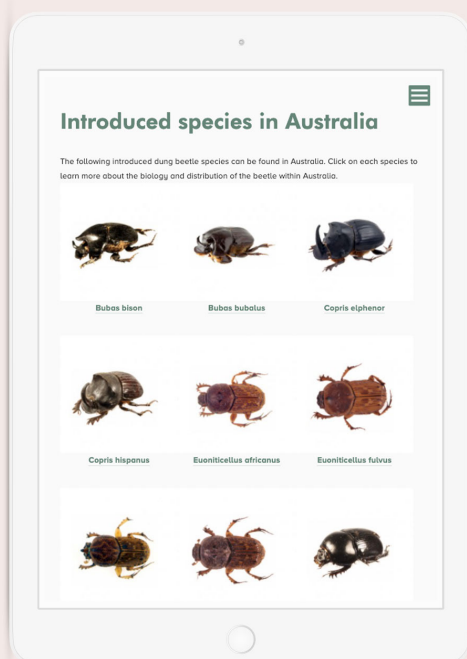 Introduced species in Australia
The following introduced dung beetle species can be found in Australia. Click on each species to
learn more about the biology and distribution of the beetle within Australia.
Bubas bison Bubas bubalus Copris elphenor
Copris hispanus Euoniticellus africanus Euoniticellus fulvus